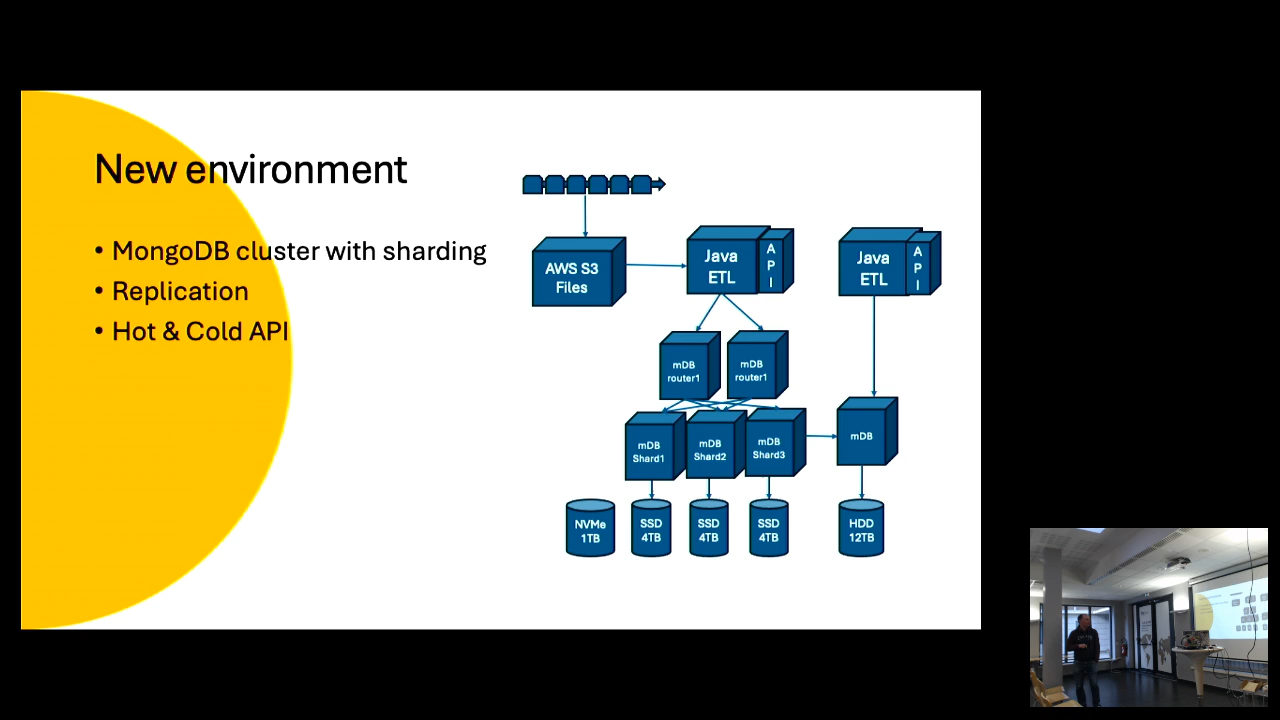 New environment
• MongoDB cluster with sharding
• Replication
• Hot & Cold API
AWS S3
Files
Java
ETL
A
P
I
Java
ETL
A
P
I
mDB
router1
mDB
router1
mDB
Shard1
mDB
Shard2
mDB
Shard3
mDB
NVMe
1TB
SSD
4TB
SSD
4TB
SSD
4TB
HDD
12TB